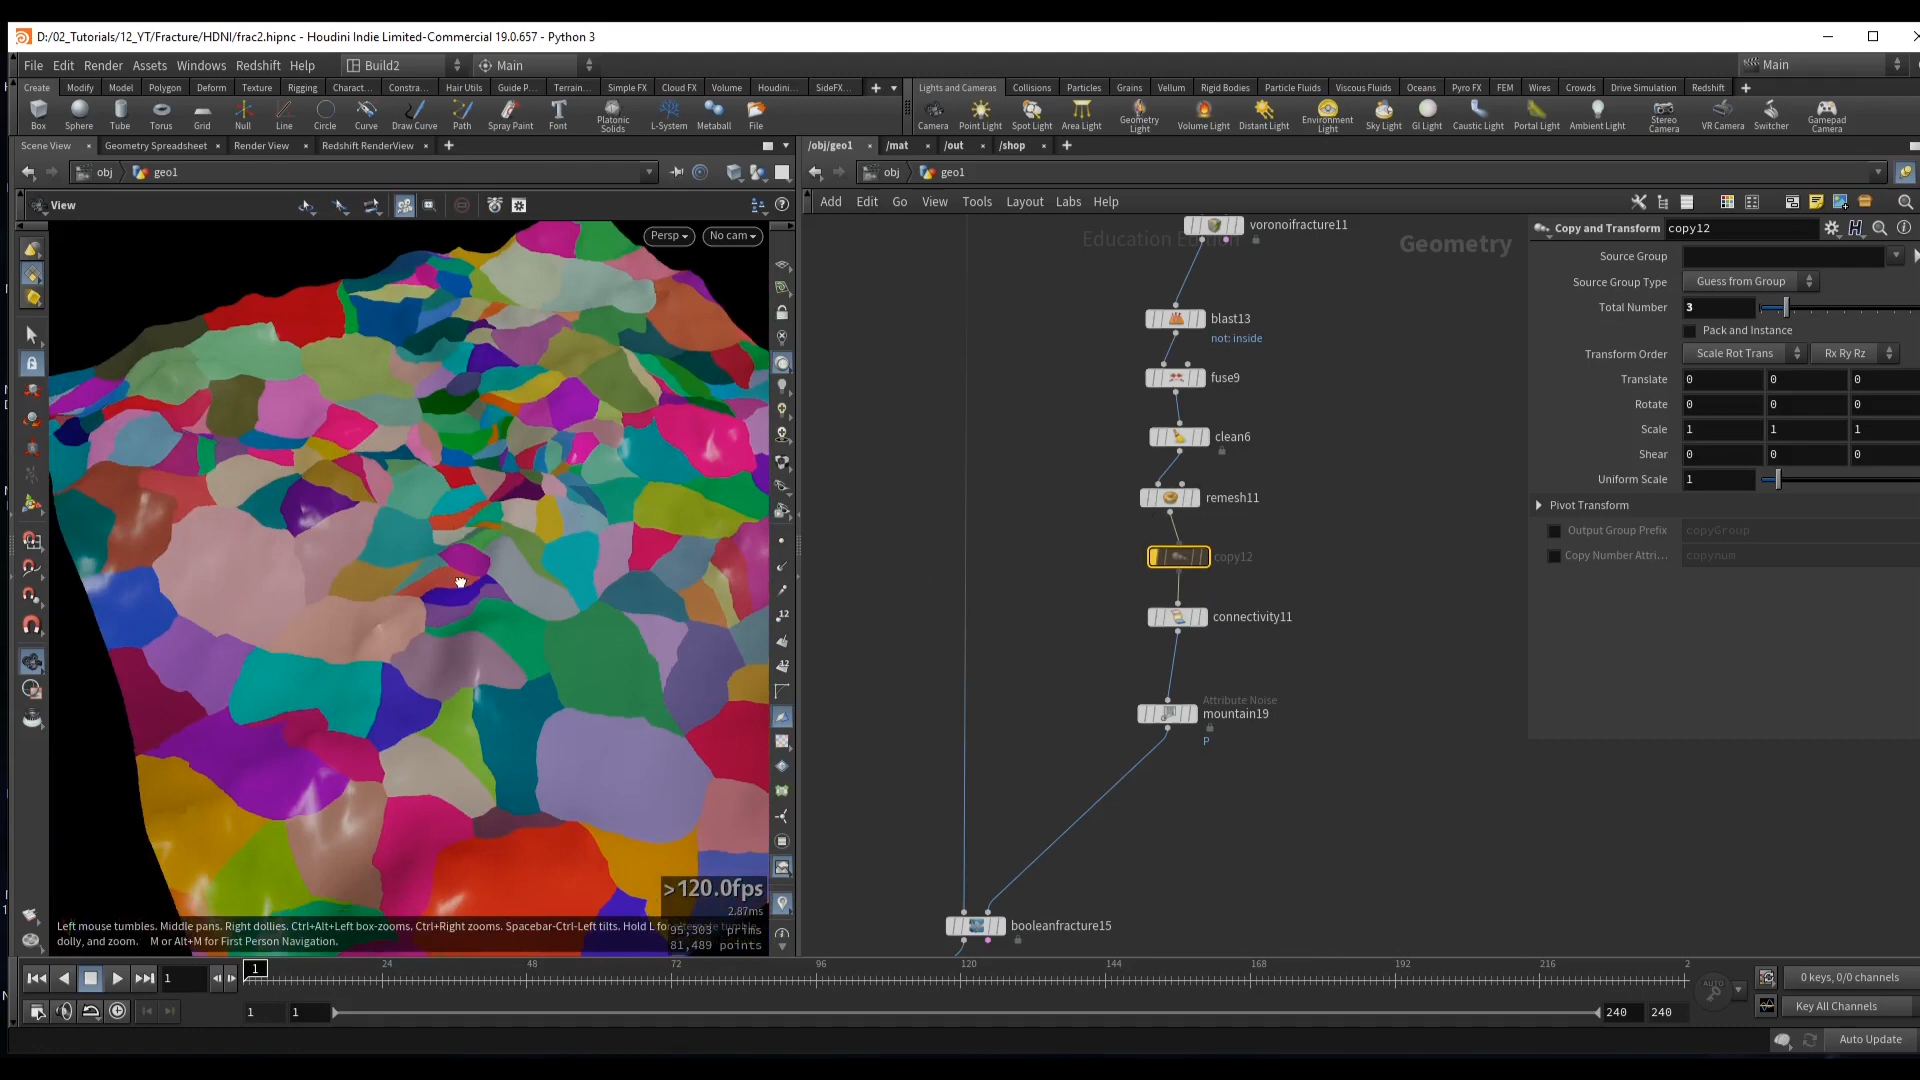 D:/02_Tutorials/12_YT/Fracture/HDNI/frac2.hipnc - Houdini Indie Limited-Commercial 19.0.657 - Python 3
File Edit Render Assets Windows Redshift Help Build2 Main Main
Create Modify Model Polygon Deform Texture Rigging Charact... Constra... Hair Utils Guide P... Terrain... Simple FX Cloud FX Volume Houdini... SideFX...
Lights and Cameras Collisions Particles Grains Vellum Rigid Bodies Particle Fluids Viscous Fluids Oceans Pyro FX FEM Wires Crowds Drive Simulation Redshift
Box Sphere Tube Torus Grid Null Line Circle Curve Draw Curve Path Spray Paint Font Platonic Solids L-System Metaball File
Camera Point Light Spot Light Area Light Geometry Light Volume Light Distant Light Environment Light Sky Light GI Light Caustic Light Portal Light Ambient Light Stereo Camera VR Camera Switcher Gamepad Camera
Scene View Geometry Spreadsheet Render View Redshift RenderView
/obj/geo1 /mat /out /shop
obj geo1
obj geo1
View
Add Edit Go View Tools Layout Labs Help
Persp No cam
Education Edition
Geometry
voronoifracture11
blast13
not: inside
fuse9
clean6
remesh11
copy12
connectivity11
Attribute Noise
mountain19
P
booleanfracture15
Copy and Transform copy12
Source Group
Source Group Type Guess from Group
Total Number 3
Pack and Instance
Transform Order Scale Rot Trans Rx Ry Rz
Translate 0 0 0
Rotate 0 0 0
Scale 1 1 1
Shear 0 0 0
Uniform Scale 1
Pivot Transform
Output Group Prefix copyGroup
Copy Number Attri... copynum
12
12
>120.0fps
2.87ms
95,303 prims
81,489 points
Left mouse tumbles. Middle pans. Right dollies. Ctrl+Alt+Left box-zooms. Ctrl+Right zooms. Spacebar-Ctrl-Left tilts. Hold L for alternate tumble,
dolly, and zoom. M or Alt+M for First Person Navigation.
1 1 24 48 72 96 120 144 168 192 216 2
AUTO
0 keys, 0/0 channels
1 1 240 240
Key All Channels
Auto Update